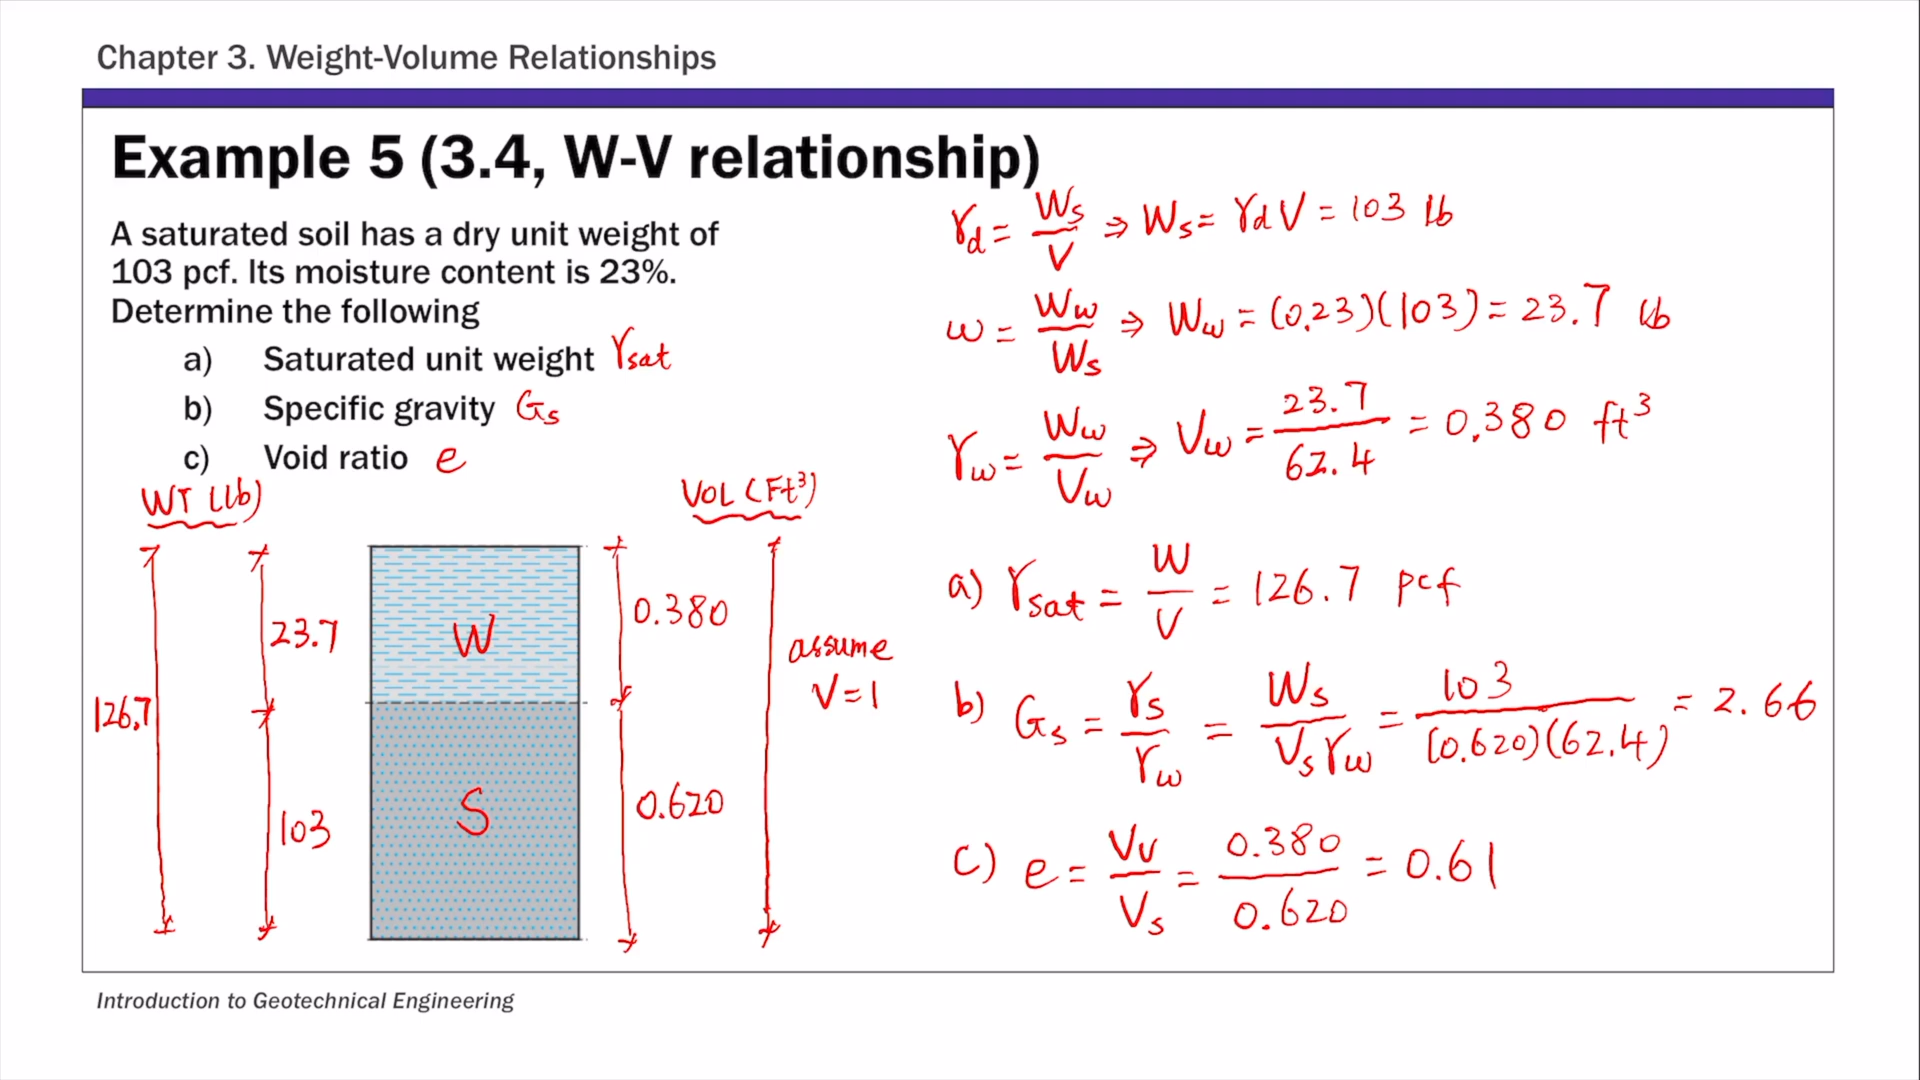 Chapter 3. Weight-Volume Relationships
Example 5 (3.4, W-V relationship)
A saturated soil has a dry unit weight of
103 pcf. Its moisture content is 23%.
Determine the following
a) Saturated unit weight γsat
b) Specific gravity Gs
c) Void ratio e
WT (lb)
VOL (Ft³)
126.7
23.7
103
W
S
0.380
0.620
assume
V=1
γd = Ws/V ⇒ Ws = γd V = 103 lb
w = Ww/Ws ⇒ Ww = (0.23)(103) = 23.7 lb
γw = Ww/Vw ⇒ Vw = 23.7/62.4 = 0.380 ft³
a) γsat = W/V = 126.7 pcf
b) Gs = γs/γw = Ws/Vsγw = 103/(0.620)(62.4) = 2.66
c) e = Vv/Vs = 0.380/0.620 = 0.61
Introduction to Geotechnical Engineering